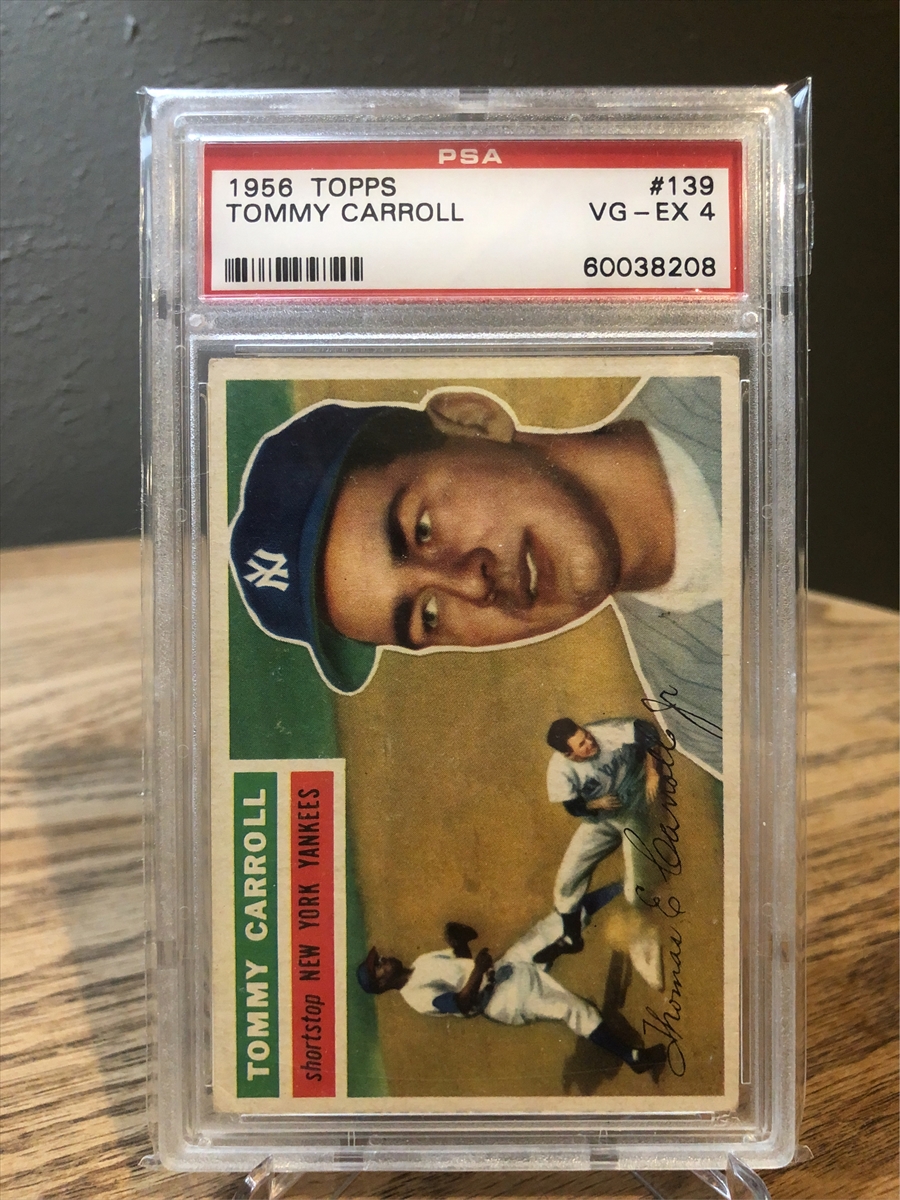 PSA
1956 TOPPS #139
TOMMY CARROLL VG-EX 4
60038208
NY
TOMMY CARROLL
shortstop NEW YORK YANKEES
Thomas E Carroll Jr